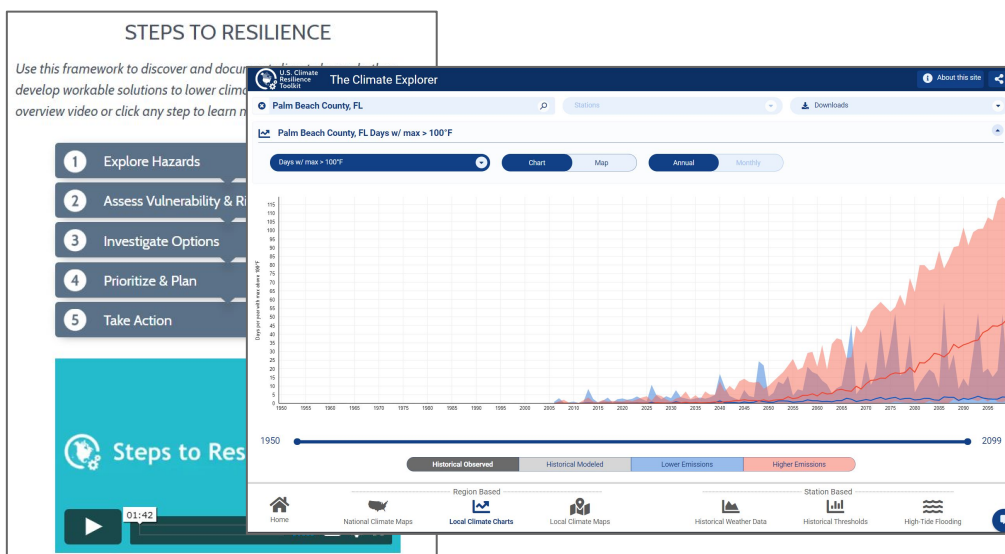 STEPS TO RESILIENCE
Use this framework to discover and docum
develop workable solutions to lower clim
overview video or click any step to learn m
1 Explore Hazards
2 Assess Vulnerability & Ri
3 Investigate Options
4 Prioritize & Plan
5 Take Action
Steps to Res
01:42
U.S. Climate
Resilience
Toolkit
The Climate Explorer
About this site
Palm Beach County, FL
Stations
Downloads
Palm Beach County, FL Days w/ max > 100°F
Days w/ max > 100°F
Chart
Map
Annual
Monthly
Days per year with max above 100°F
115
110
105
100
95
90
85
80
75
70
65
60
55
50
45
40
35
30
25
20
15
10
5
0
1950 1955 1960 1965 1970 1975 1980 1985 1990 1995 2000 2005 2010 2015 2020 2025 2030 2035 2040 2045 2050 2055 2060 2065 2070 2075 2080 2085 2090 2095
1950
2099
Historical Observed
Historical Modeled
Lower Emissions
Higher Emissions
Region Based
Station Based
Home
National Climate Maps
Local Climate Charts
Local Climate Maps
Historical Weather Data
Historical Thresholds
High-Tide Flooding